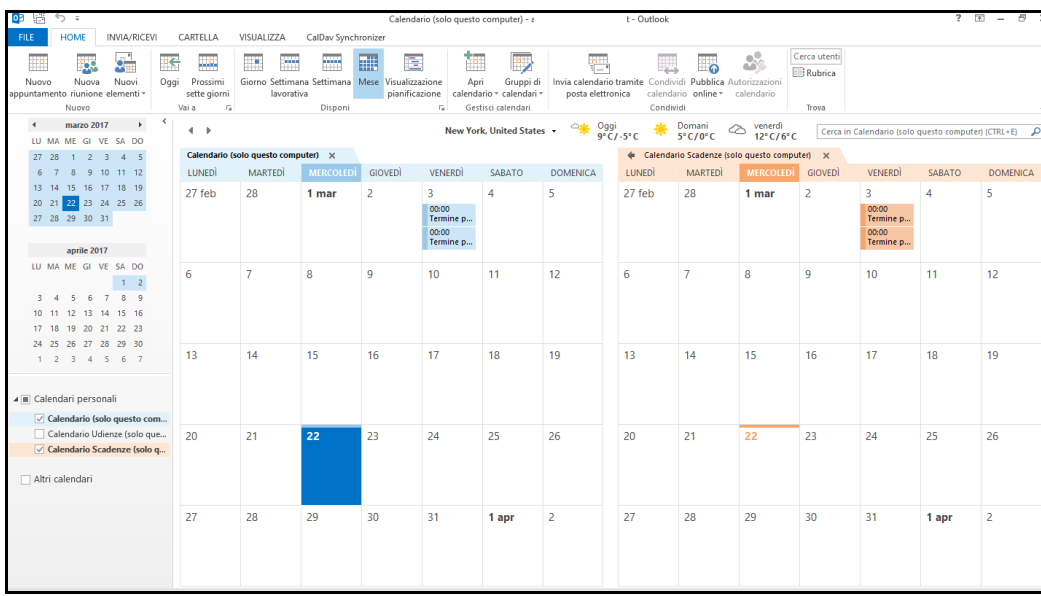 Calendario (solo questo computer) - t - Outlook
FILE HOME INVIA/RICEVI CARTELLA VISUALIZZA CalDav Synchronizer
Nuovo appuntamento
Nuova riunione
Nuovi elementi
Oggi
Prossimi sette giorni
Giorno
Settimana lavorativa
Settimana
Mese
Visualizzazione pianificazione
Apri calendario
Gruppi di calendari
Invia calendario tramite posta elettronica
Condividi calendario
Pubblica online
Autorizzazioni calendario
Cerca utenti
Rubrica
Nuovo Vai a Disponi Gestisci calendari Condividi Trova
marzo 2017
LU MA ME GI VE SA DO
27 28 1 2 3 4 5
6 7 8 9 10 11 12
13 14 15 16 17 18 19
20 21 22 23 24 25 26
27 28 29 30 31
aprile 2017
LU MA ME GI VE SA DO
1 2
3 4 5 6 7 8 9
10 11 12 13 14 15 16
17 18 19 20 21 22 23
24 25 26 27 28 29 30
1 2 3 4 5 6 7
Calendari personali
Calendario (solo questo com...
Calendario Udienze (solo que...
Calendario Scadenze (solo q...
Altri calendari
New York, United States
Oggi
9°C/-5°C
Domani
5°C/0°C
venerdì
12°C/6°C
Cerca in Calendario (solo questo computer) (CTRL+E)
Calendario (solo questo computer)
LUNEDÌ MARTEDÌ MERCOLEDÌ GIOVEDÌ VENERDÌ SABATO DOMENICA
27 feb 28 1 mar 2 3 4 5
00:00
Termine p...
00:00
Termine p...
6 7 8 9 10 11 12
13 14 15 16 17 18 19
20 21 22 23 24 25 26
27 28 29 30 31 1 apr 2
Calendario Scadenze (solo questo computer)
LUNEDÌ MARTEDÌ MERCOLEDÌ GIOVEDÌ VENERDÌ SABATO DOMENICA
27 feb 28 1 mar 2 3 4 5
00:00
Termine p...
00:00
Termine p...
6 7 8 9 10 11 12
13 14 15 16 17 18 19
20 21 22 23 24 25 26
27 28 29 30 31 1 apr 2